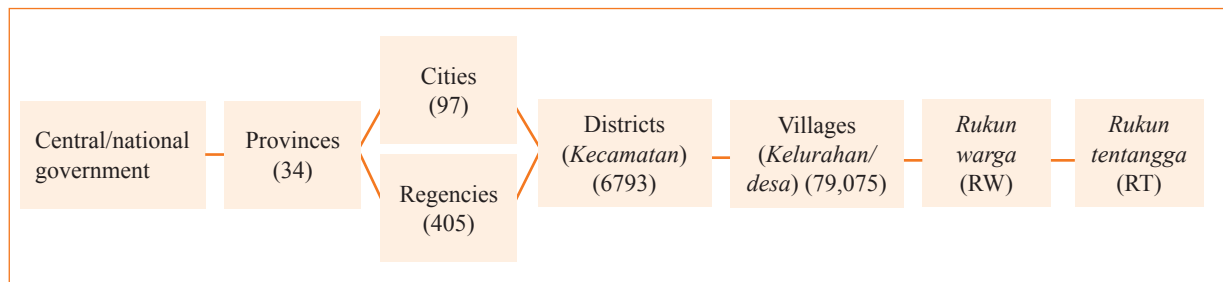 Central/national
government
Provinces
(34)
Cities
(97)
Regencies
(405)
Districts
(Kecamatan)
(6793)
Villages
(Kelurahan/
desa) (79,075)
Rukun
warga
(RW)
Rukun
tentangga
(RT)